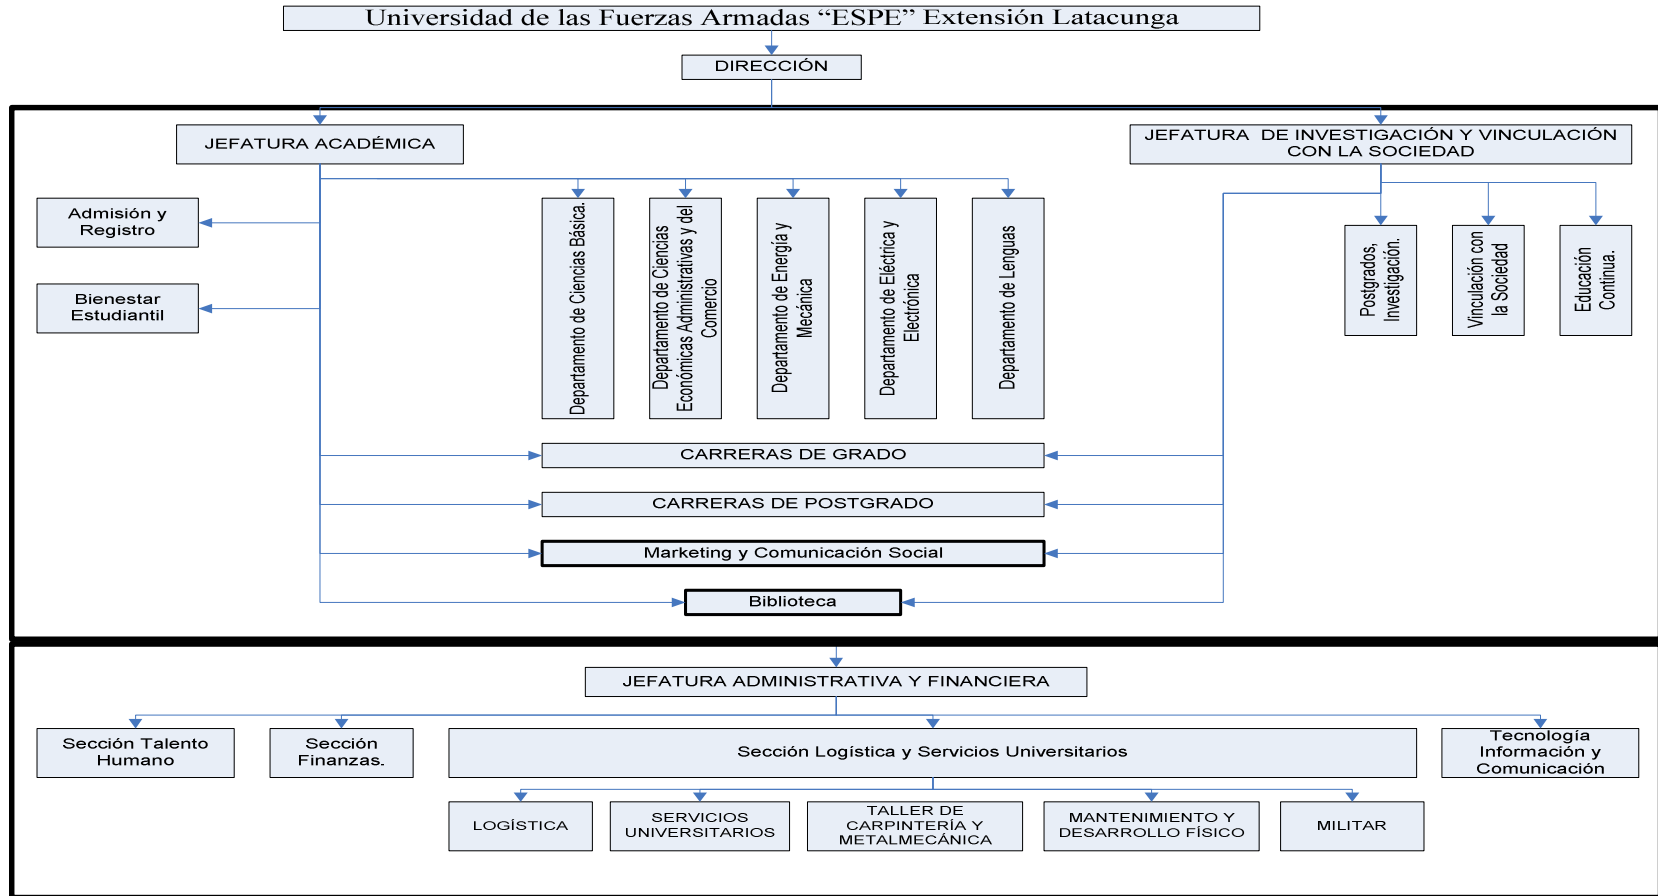 Universidad de las Fuerzas Armadas “ESPE” Extensión Latacunga
DIRECCIÓN
JEFATURA ACADÉMICA
JEFATURA DE INVESTIGACIÓN Y VINCULACIÓN
CON LA SOCIEDAD
Admisión y
Registro
Bienestar
Estudiantil
Departamento de Ciencias Básica.
Departamento de Ciencias
Económicas Administrativas y del
Comercio
Departamento de Energía y
Mecánica
Departamento de Eléctrica y
Electrónica
Departamento de Lenguas
Postgrados,
Investigación.
Vinculación con
la Sociedad
Educación
Continua.
CARRERAS DE GRADO
CARRERAS DE POSTGRADO
Marketing y Comunicación Social
Biblioteca
JEFATURA ADMINISTRATIVA Y FINANCIERA
Sección Talento
Humano
Sección
Finanzas.
Sección Logística y Servicios Universitarios
Tecnología
Información y
Comunicación
LOGÍSTICA
SERVICIOS
UNIVERSITARIOS
TALLER DE
CARPINTERÍA Y
METALMECÁNICA
MANTENIMIENTO Y
DESARROLLO FÍSICO
MILITAR